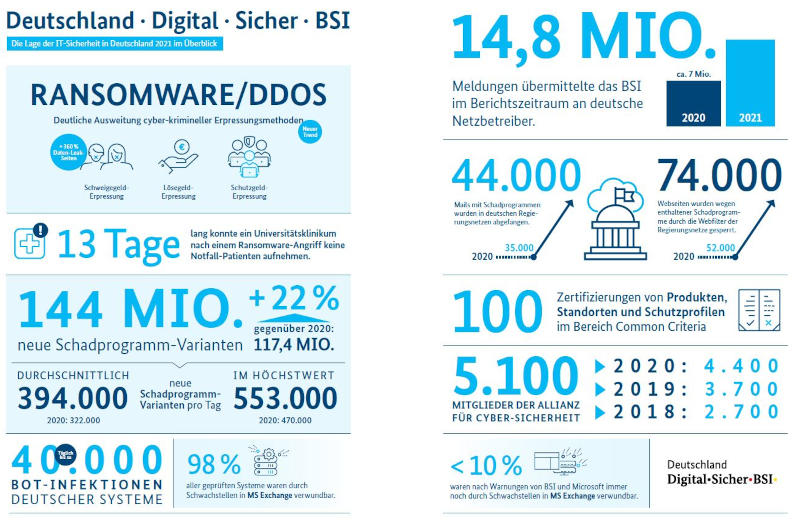 Deutschland · Digital · Sicher · BSI
Die Lage der IT-Sicherheit in Deutschland 2021 im Überblick
RANSOMWARE/DDOS
Deutliche Ausweitung cyber-krimineller Erpressungsmethoden
Neuer
Trend
+360 %
Daten-Leak-
Seiten
Schweigegeld-
Erpressung
Lösegeld-
Erpressung
Schutzgeld-
Erpressung
13 Tage
lang konnte ein Universitätsklinikum
nach einem Ransomware-Angriff keine
Notfall-Patienten aufnehmen.
144 MIO.
neue Schadprogramm-Varianten
+ 22 %
gegenüber 2020:
117,4 MIO.
DURCHSCHNITTLICH
394.000
2020: 322.000
neue
Schadprogramm-
Varianten pro Tag
IM HÖCHSTWERT
553.000
2020: 470.000
40.000
Täglich
bis zu
BOT-INFEKTIONEN
DEUTSCHER SYSTEME
98 %
aller geprüften Systeme waren durch
Schwachstellen in MS Exchange verwundbar.
14,8 MIO.
Meldungen übermittelte das BSI
im Berichtszeitraum an deutsche
Netzbetreiber.
ca. 7 Mio.
2020
2021
44.000
Mails mit Schadprogrammen
wurden in deutschen Regie-
rungsnetzen abgefangen.
35.000
2020
74.000
Webseiten wurden wegen
enthaltener Schadprogram-
me durch die Webfilter der
Regierungsnetze gesperrt.
52.000
2020
100
Zertifizierungen von Produkten,
Standorten und Schutzprofilen
im Bereich Common Criteria
5.100
MITGLIEDER DER ALLIANZ
FÜR CYBER-SICHERHEIT
2020: 4.400
2019: 3.700
2018: 2.700
< 10 %
waren nach Warnungen von BSI und Microsoft immer
noch durch Schwachstellen in MS Exchange verwundbar.
Deutschland
Digital·Sicher·BSI·